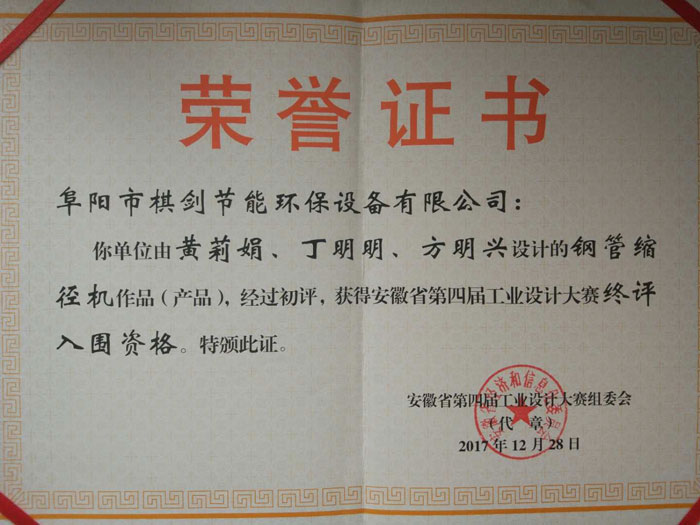 荣誉证书
阜阳市棋剑节能环保设备有限公司：
你单位由黄莉娟、丁明明、方明兴设计的钢管缩
径机作品（产品），经过初评，获得安徽省第四届工业设计大赛终评
入围资格。特颁此证。
安徽省第四届工业设计大赛组委会
（代 章）
2017年12月28日